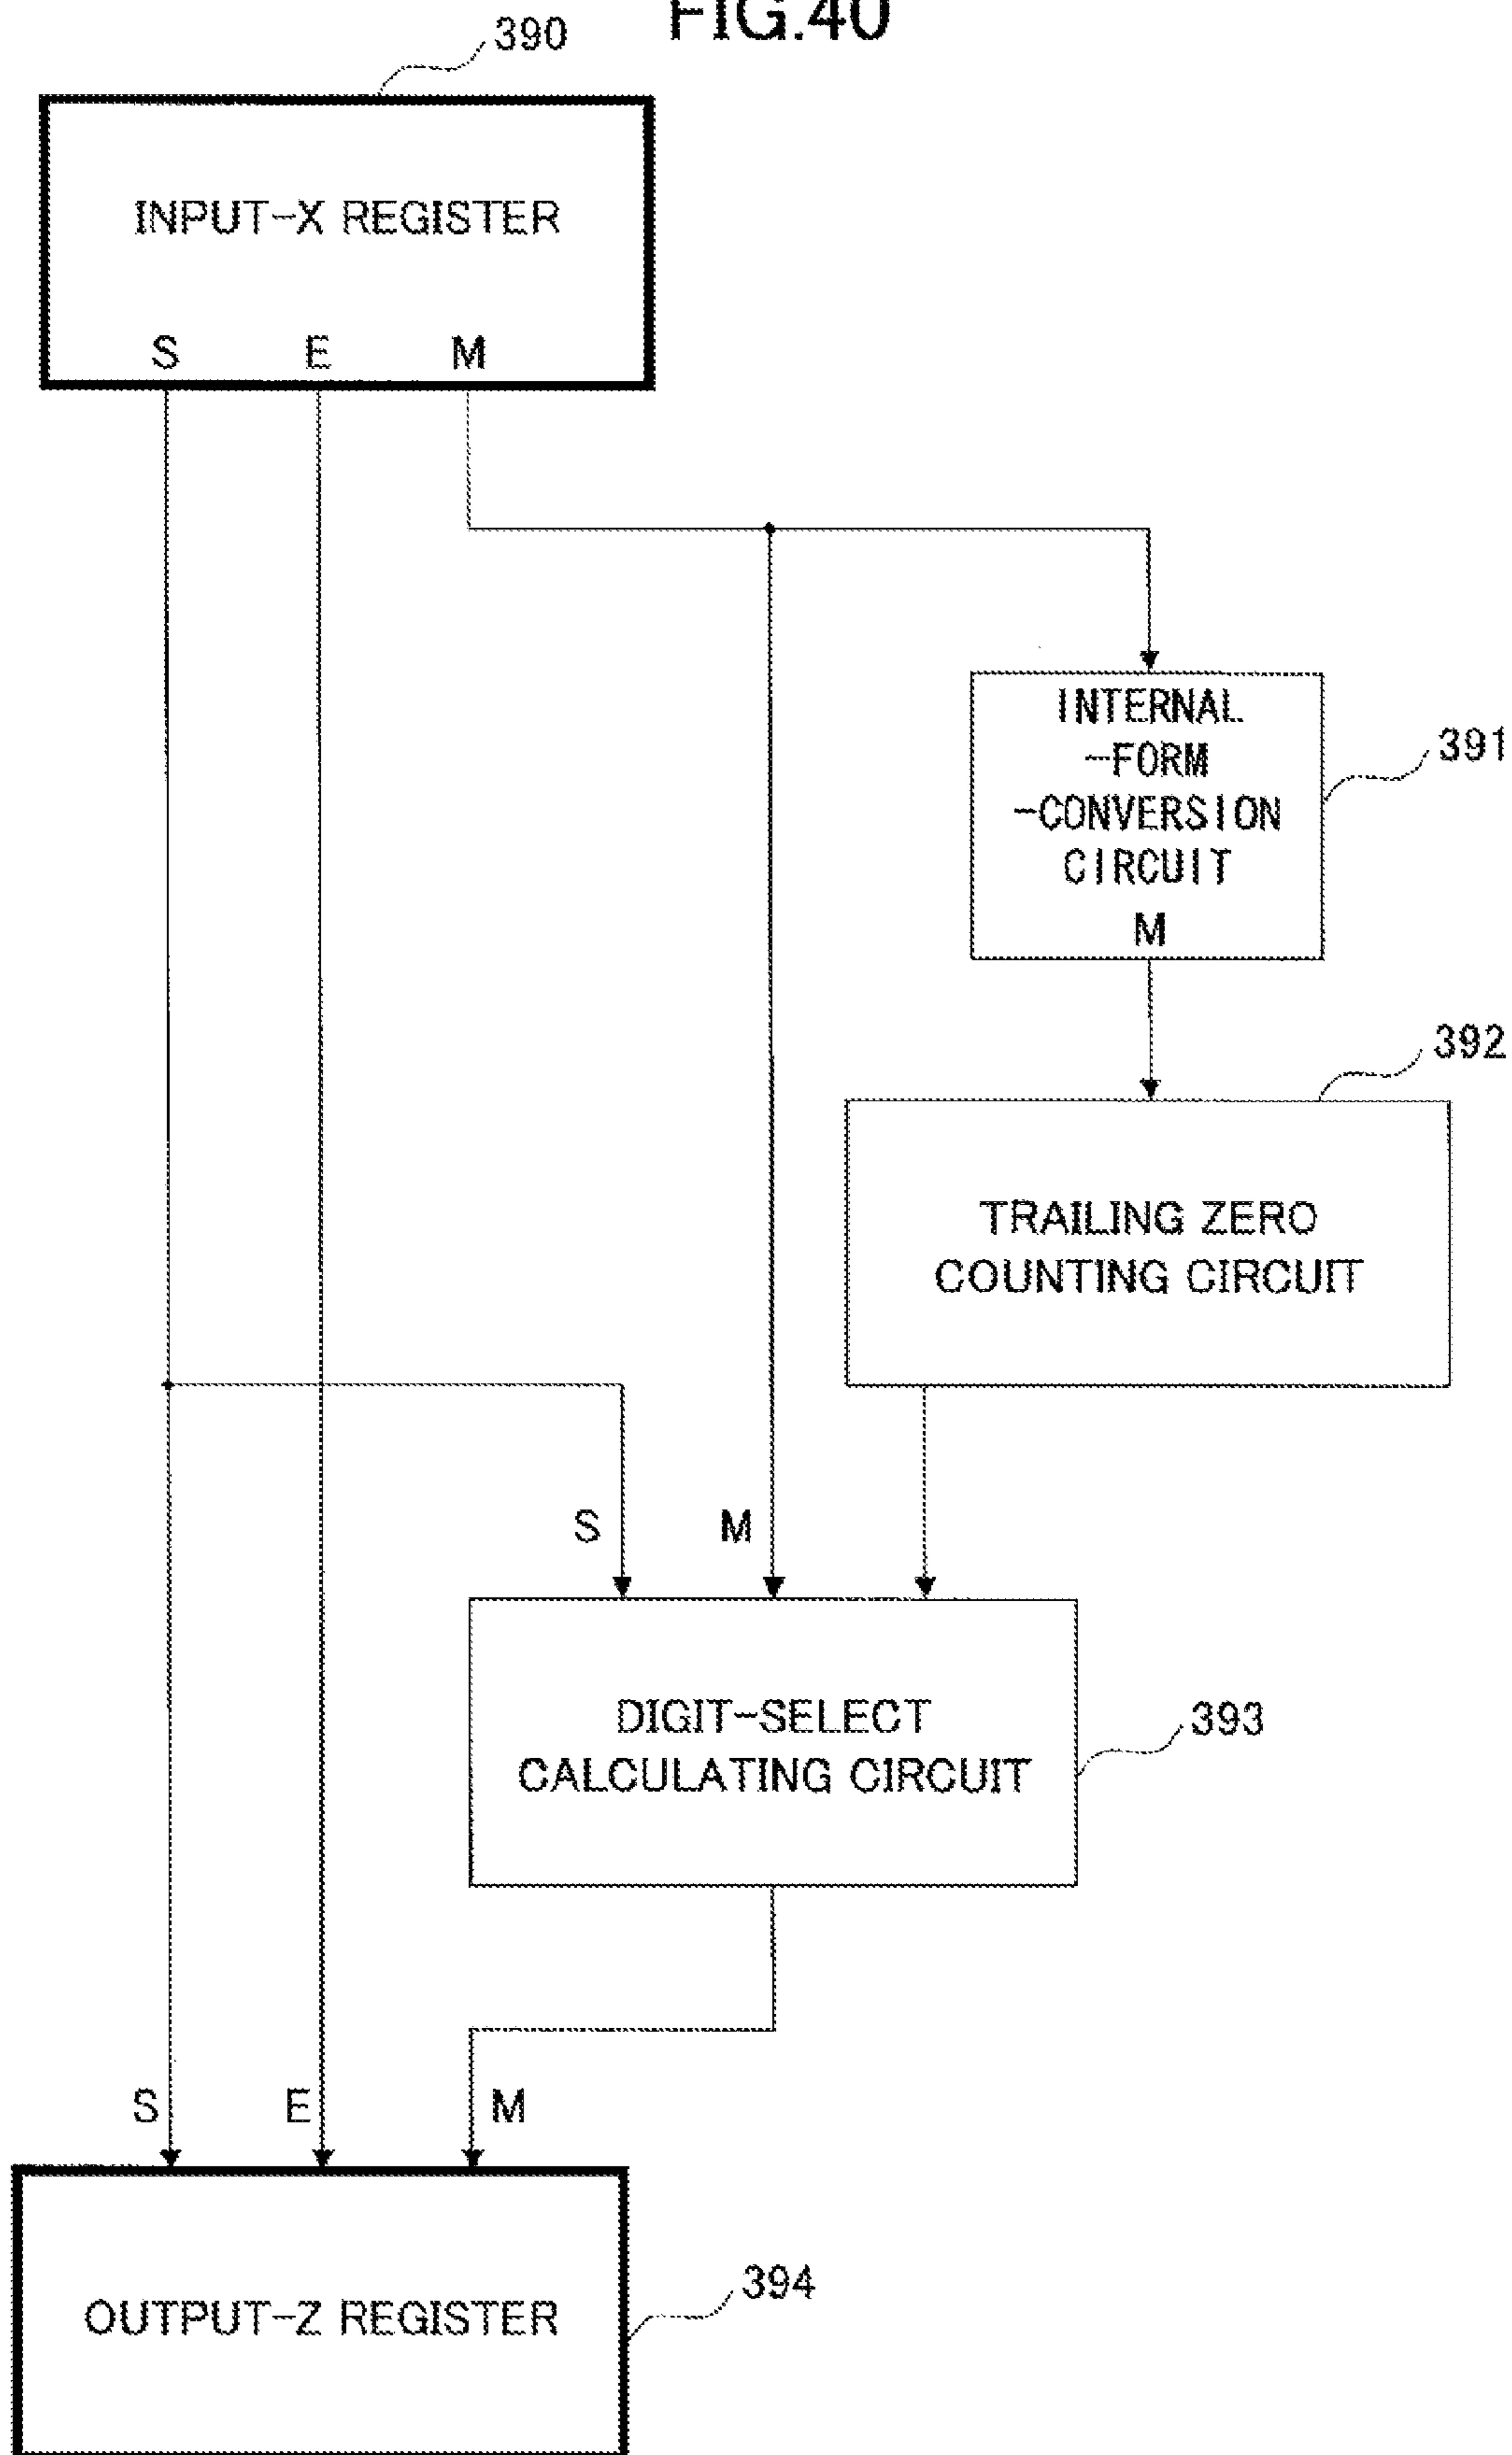 FIG.40
390
INPUT-X REGISTER
S E M
INTERNAL
-FORM
-CONVERSION
CIRCUIT
M
391
392
TRAILING ZERO
COUNTING CIRCUIT
S M
DIGIT-SELECT
CALCULATING CIRCUIT
393
S E M
OUTPUT-Z REGISTER
394